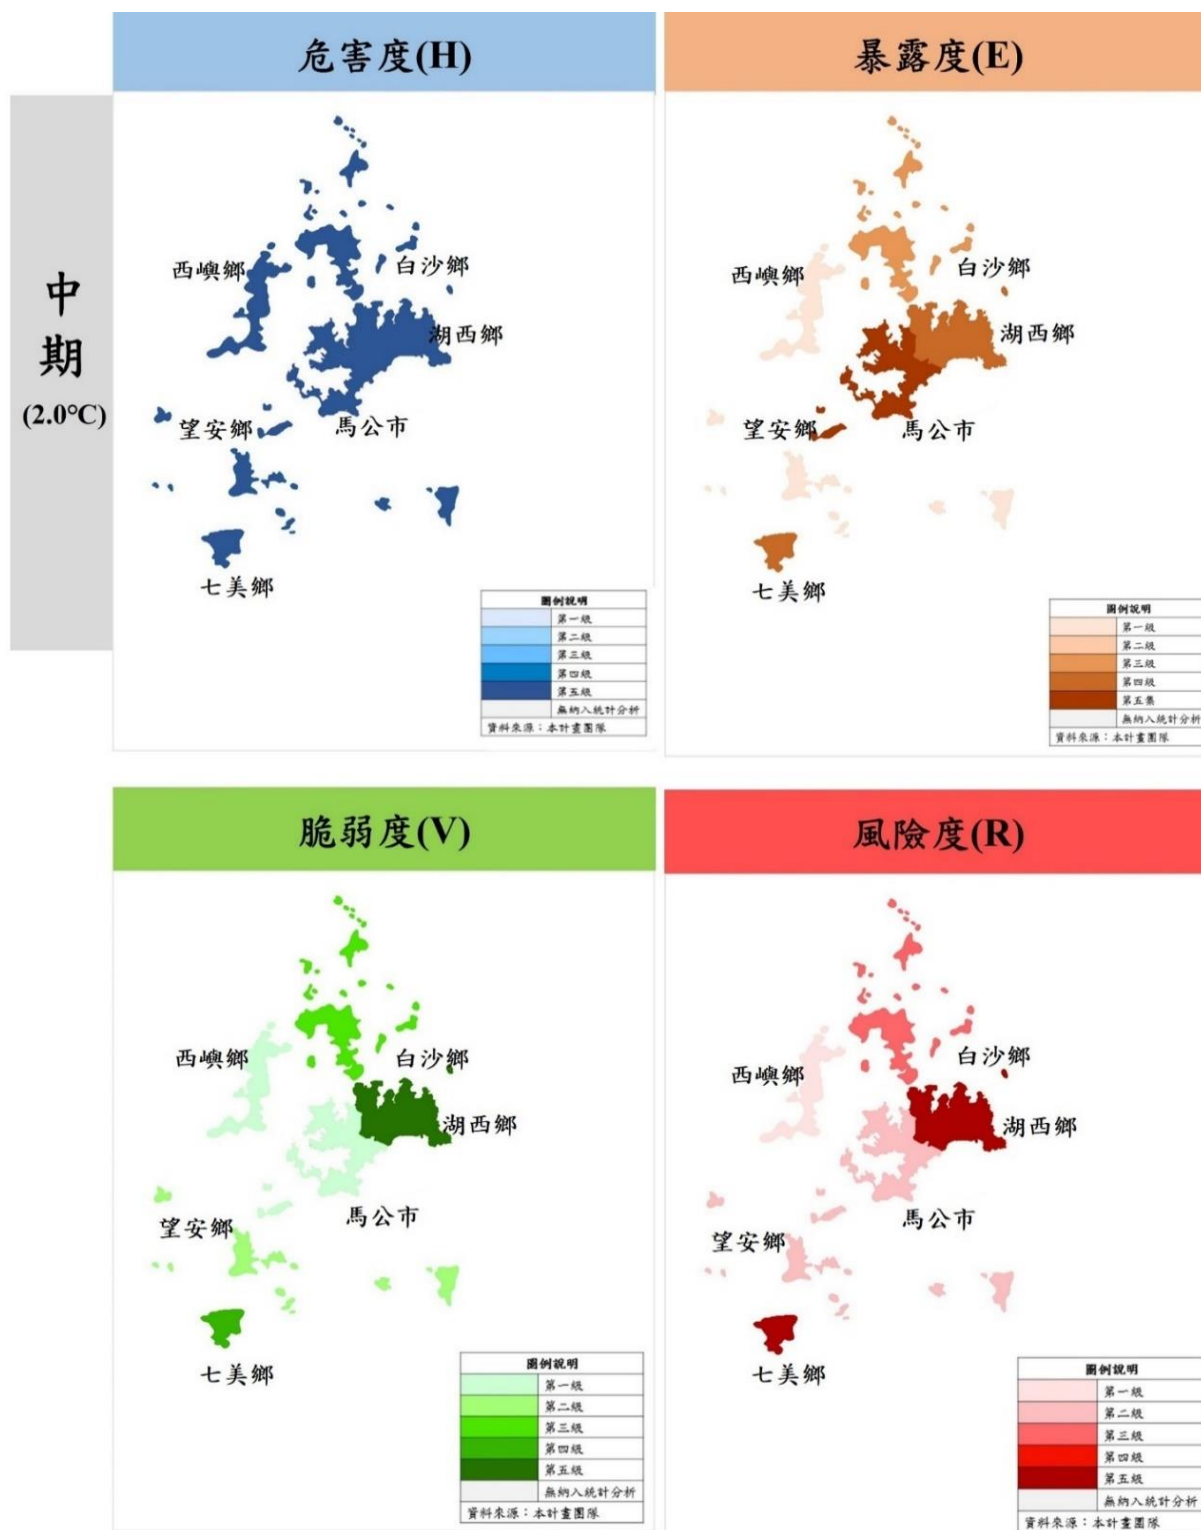 中
期
(2.0°C)
危害度(H)
西嶼鄉
白沙鄉
湖西鄉
望安鄉
馬公市
七美鄉
圖例說明
第一級
第二級
第三級
第四級
第五級
無納入統計分析
資料來源：本計畫團隊
暴露度(E)
西嶼鄉
白沙鄉
湖西鄉
望安鄉
馬公市
七美鄉
圖例說明
第一級
第二級
第三級
第四級
第五集
無納入統計分析
資料來源：本計畫團隊
脆弱度(V)
西嶼鄉
白沙鄉
湖西鄉
望安鄉
馬公市
七美鄉
圖例說明
第一級
第二級
第三級
第四級
第五級
無納入統計分析
資料來源：本計畫團隊
風險度(R)
西嶼鄉
白沙鄉
湖西鄉
望安鄉
馬公市
七美鄉
圖例說明
第一級
第二級
第三級
第四級
第五級
無納入統計分析
資料來源：本計畫團隊